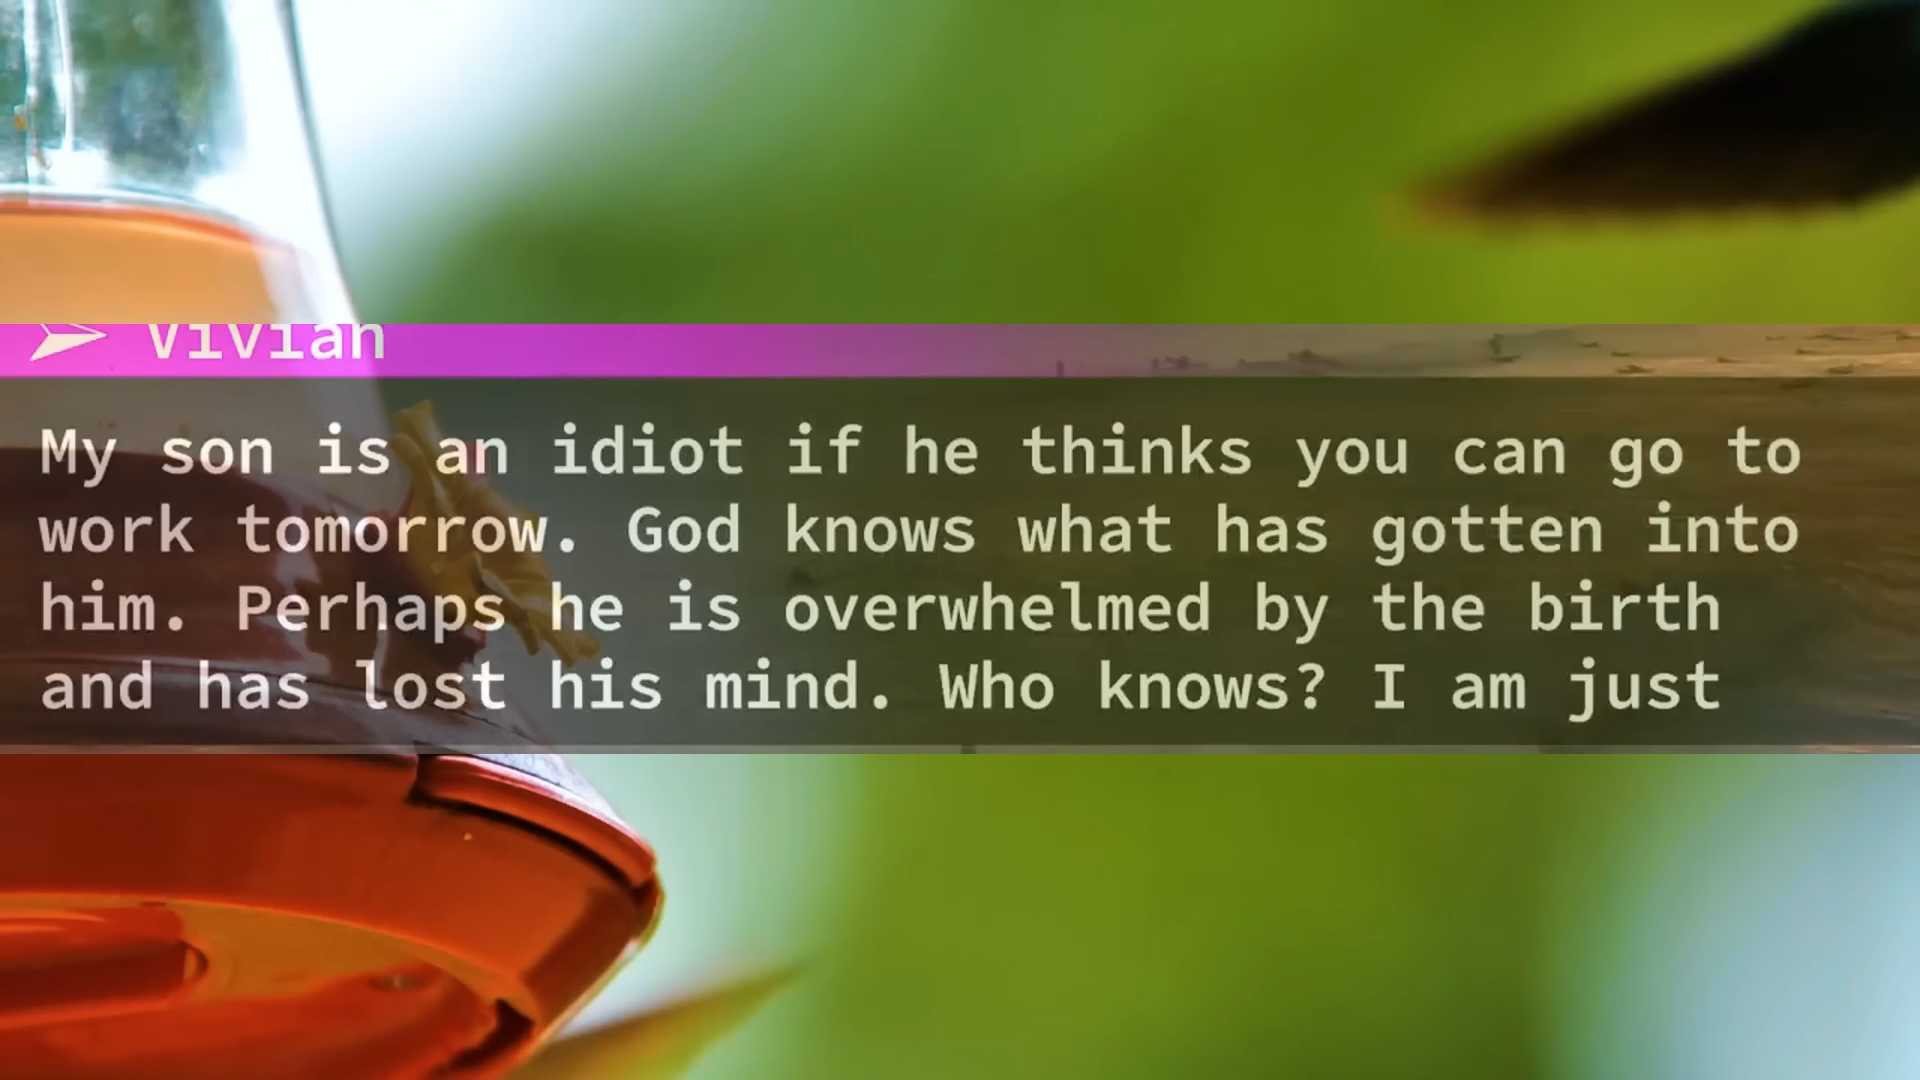 Vivian
My son is an idiot if he thinks you can go to
work tomorrow. God knows what has gotten into
him. Perhaps he is overwhelmed by the birth
and has lost his mind. Who knows? I am just